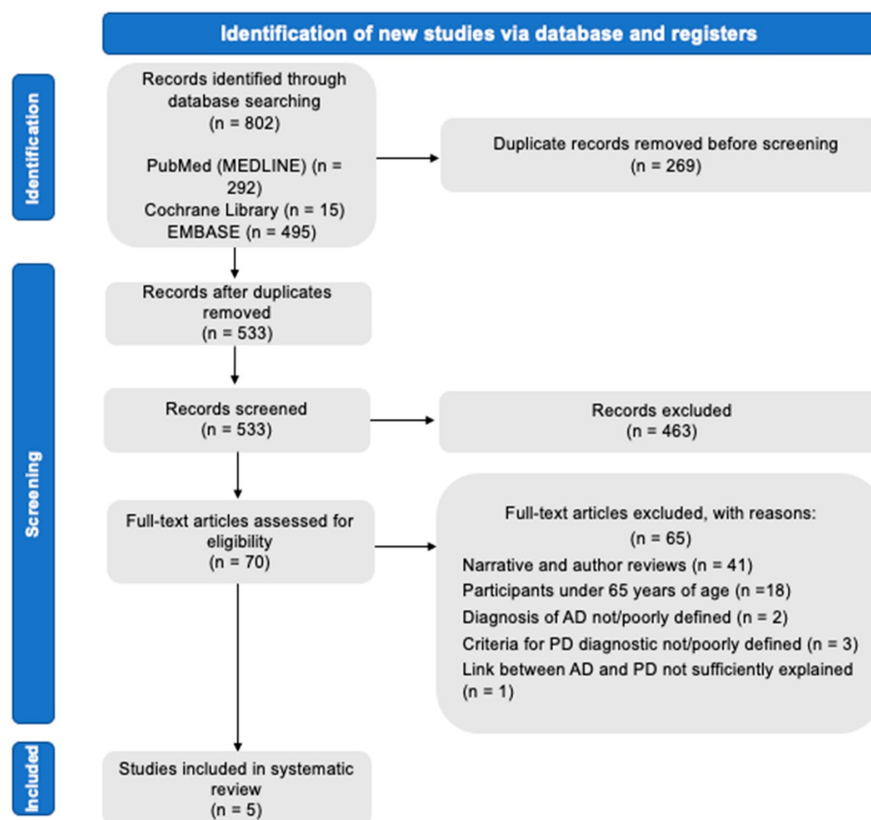 Identification of new studies via database and registers
Identification
Records identified through
database searching
(n = 802)
PubMed (MEDLINE) (n =
292)
Cochrane Library (n = 15)
EMBASE (n = 495)
Duplicate records removed before screening
(n = 269)
Screening
Records after duplicates
removed
(n = 533)
Records screened
(n = 533)
Records excluded
(n = 463)
Full-text articles assessed for
eligibility
(n = 70)
Full-text articles excluded, with reasons:
(n = 65)
Narrative and author reviews (n = 41)
Participants under 65 years of age (n =18)
Diagnosis of AD not/poorly defined (n = 2)
Criteria for PD diagnostic not/poorly defined (n = 3)
Link between AD and PD not sufficiently explained
(n = 1)
Included
Studies included in systematic
review
(n = 5)